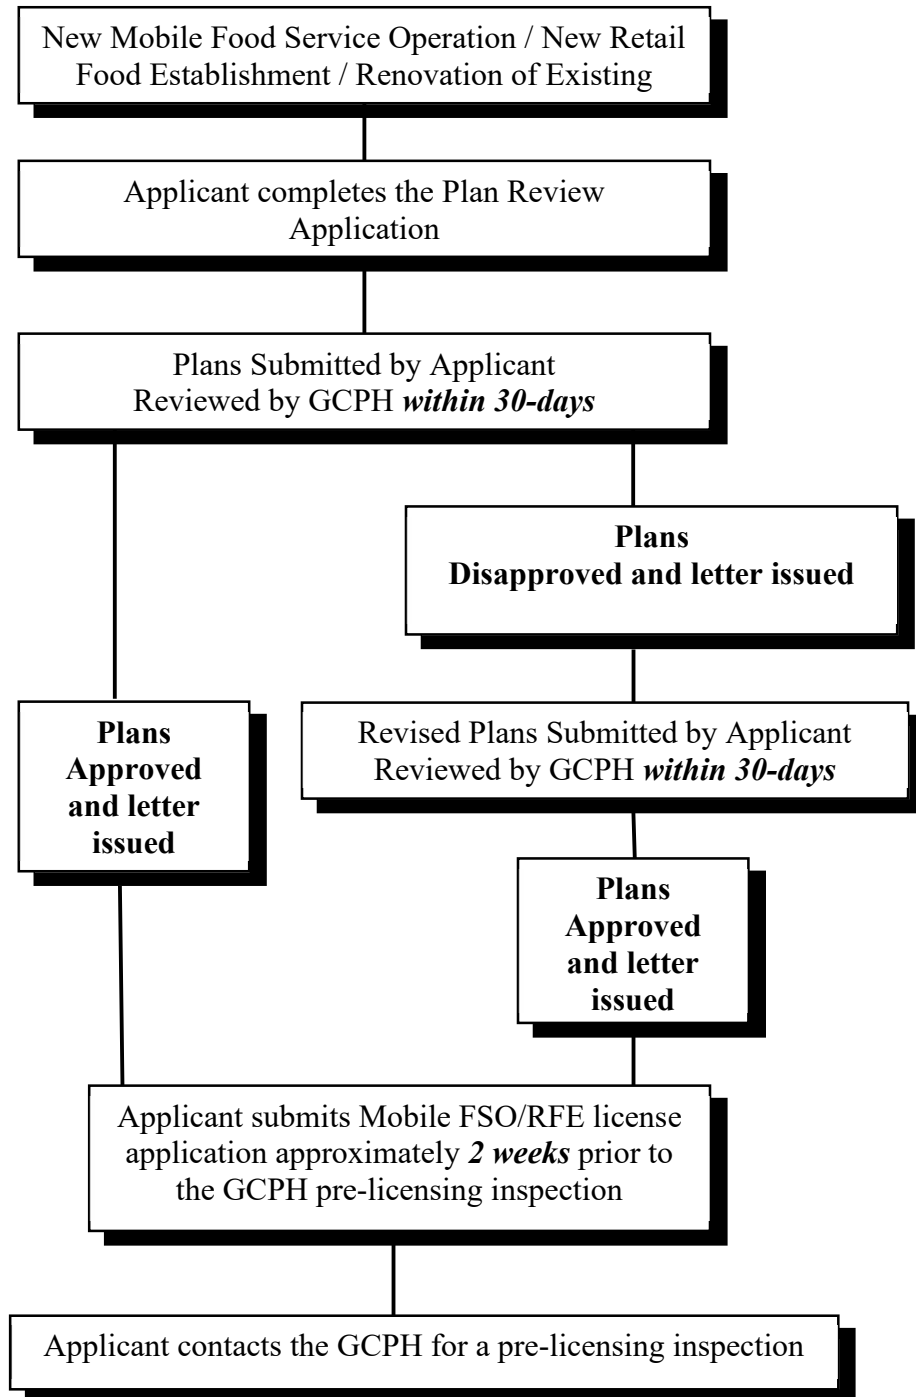 New Mobile Food Service Operation / New Retail
Food Establishment / Renovation of Existing
Applicant completes the Plan Review
Application
Plans Submitted by Applicant
Reviewed by GCPH within 30-days
Plans
Disapproved and letter issued
Plans
Approved
and letter
issued
Revised Plans Submitted by Applicant
Reviewed by GCPH within 30-days
Plans
Approved
and letter
issued
Applicant submits Mobile FSO/RFE license
application approximately 2 weeks prior to
the GCPH pre-licensing inspection
Applicant contacts the GCPH for a pre-licensing inspection